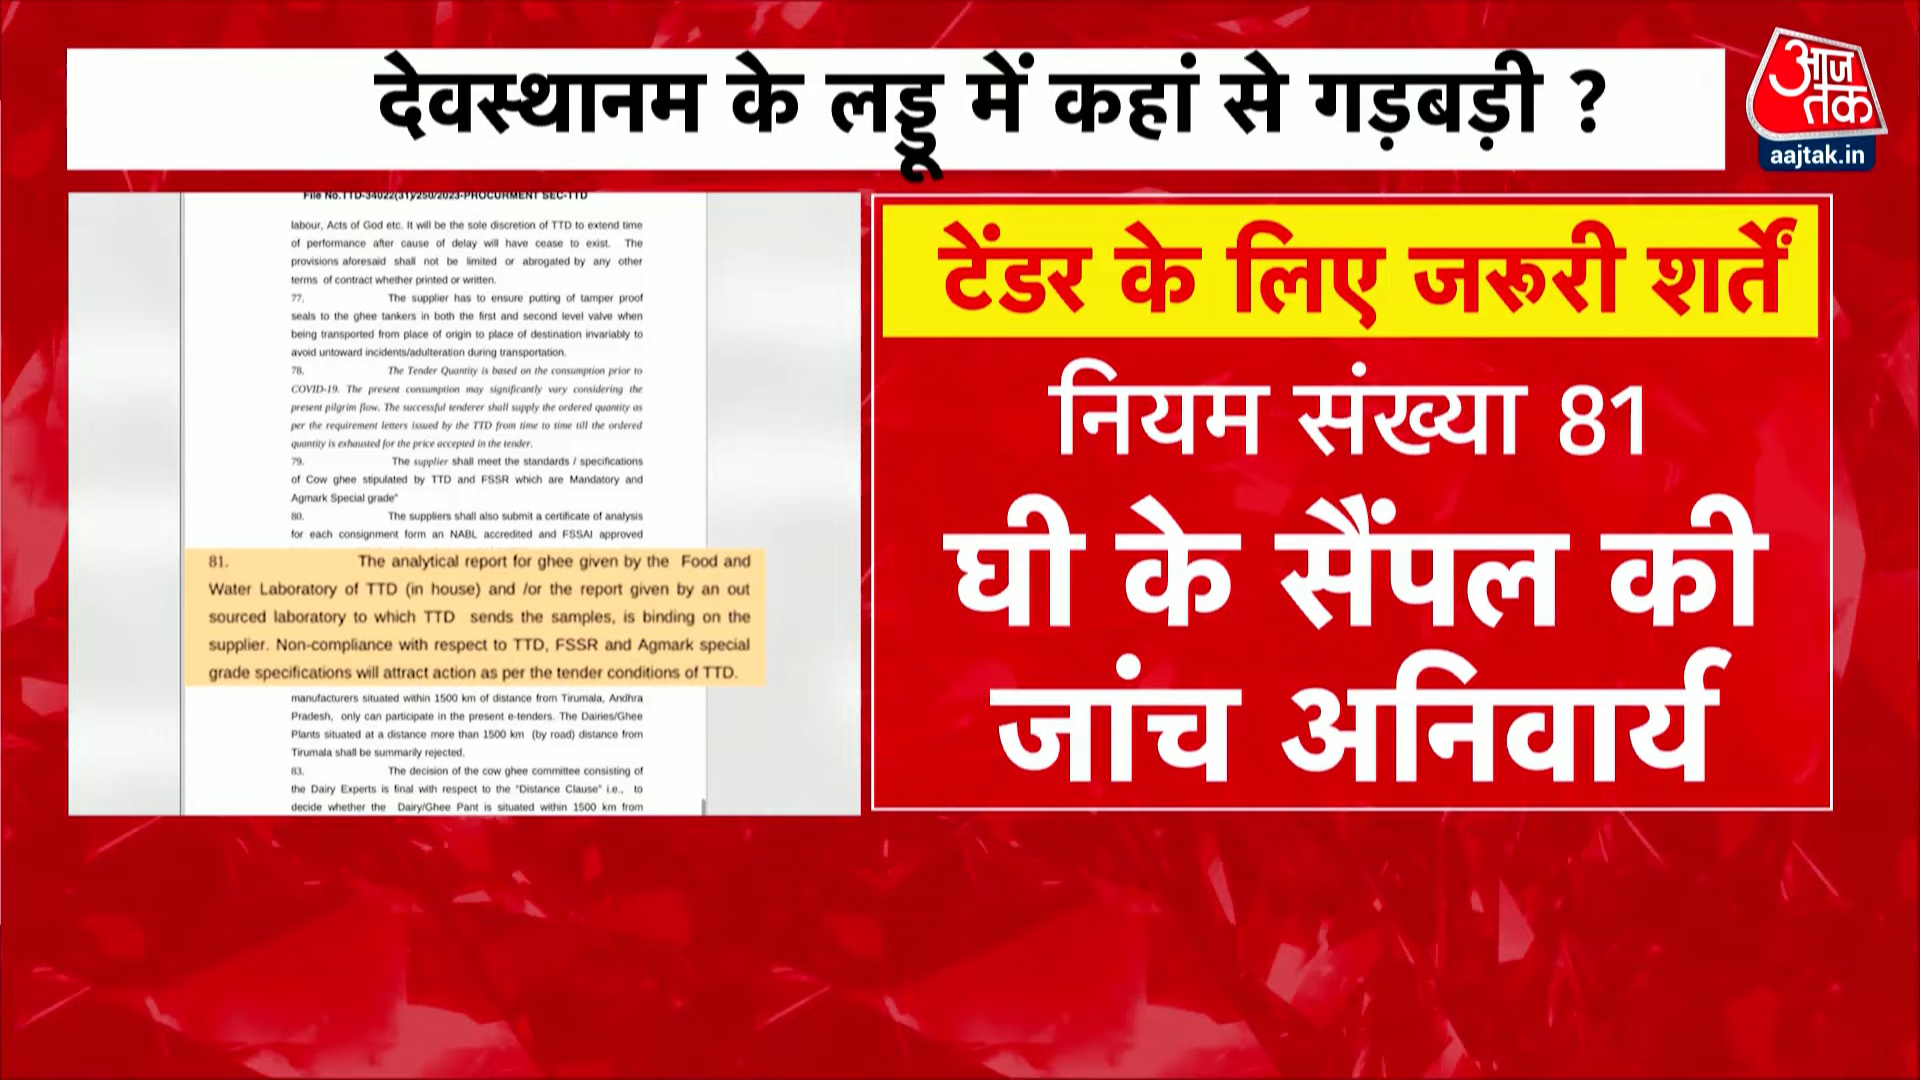 देवस्थानम के लड्डू में कहां से गड़बड़ी ?
आज
तक
aajtak.in
File No.TTD-34022(31)/250/2023-PROCURMENT SEC-TTD
labour, Acts of God etc. It will be the sole discretion of TTD to extend time
of performance after cause of delay will have cease to exist. The
provisions aforesaid shall not be limited or abrogated by any other
terms of contract whether printed or written.
77. The supplier has to ensure putting of tamper proof
seals to the ghee tankers in both the first and second level valve when
being transported from place of origin to place of destination invariably to
avoid untoward incidents/adulteration during transportation.
78. The Tender Quantity is based on the consumption prior to
COVID-19. The present consumption may significantly vary considering the
present pilgrim flow. The successful tenderer shall supply the ordered quantity as
per the requirement letters issued by the TTD from time to time till the ordered
quantity is exhausted for the price accepted in the tender.
79. The supplier shall meet the standards / specifications
of Cow ghee stipulated by TTD and FSSR which are Mandatory and
Agmark Special grade"
80. The suppliers shall also submit a certificate of analysis
for each consignment form an NABL accredited and FSSAI approved
81. The analytical report for ghee given by the Food and
Water Laboratory of TTD (in house) and /or the report given by an out
sourced laboratory to which TTD sends the samples, is binding on the
supplier. Non-compliance with respect to TTD, FSSR and Agmark special
grade specifications will attract action as per the tender conditions of TTD.
manufacturers situated within 1500 km of distance from Tirumala, Andhra
Pradesh, only can participate in the present e-tenders. The Dairies/Ghee
Plants situated at a distance more than 1500 km (by road) distance from
Tirumala shall be summarily rejected.
83. The decision of the cow ghee committee consisting of
the Dairy Experts is final with respect to the "Distance Clause" i.e., to
decide whether the Dairy/Ghee Pant is situated within 1500 km from
टेंडर के लिए जरूरी शर्तें
नियम संख्या 81
घी के सैंपल की
जांच अनिवार्य